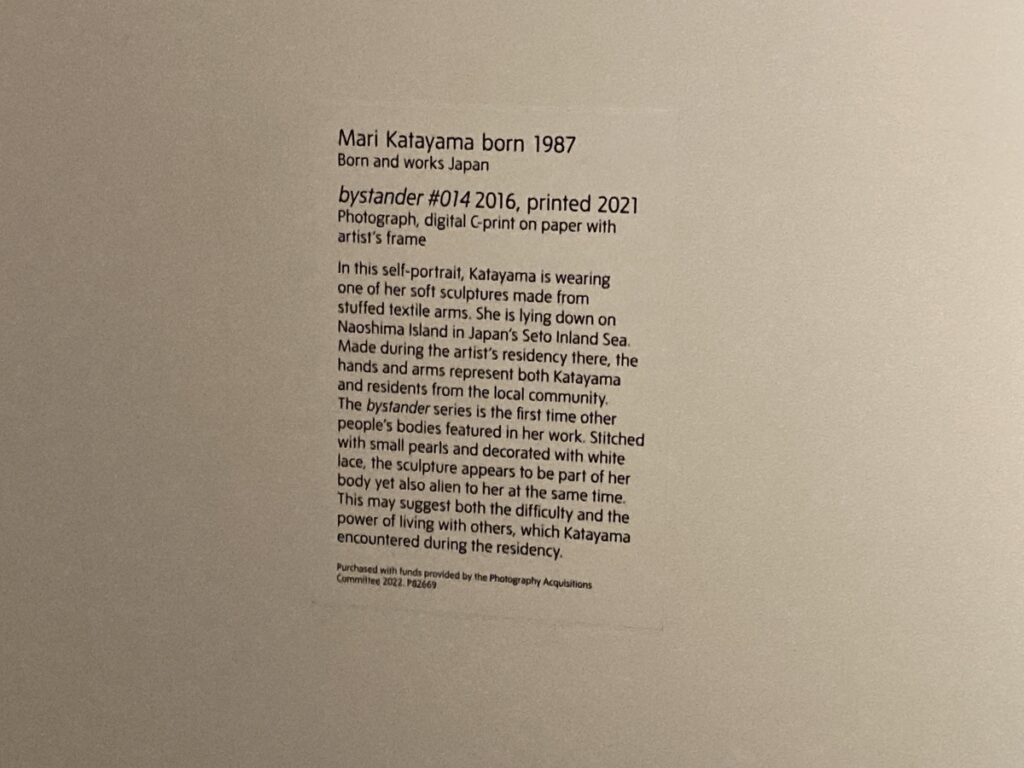 Mari Katayama born 1987
Born and works Japan
bystander #014 2016, printed 2021
Photograph, digital C-print on paper with
artist's frame
In this self-portrait, Katayama is wearing
one of her soft sculptures made from
stuffed textile arms. She is lying down on
Naoshima Island in Japan's Seto Inland Sea.
Made during the artist's residency there, the
hands and arms represent both Katayama
and residents from the local community.
The bystander series is the first time other
people's bodies featured in her work. Stitched
with small pearls and decorated with white
lace, the sculpture appears to be part of her
body yet also alien to her at the same time.
This may suggest both the difficulty and the
power of living with others, which Katayama
encountered during the residency.
Purchased with funds provided by the Photography Acquisitions
Committee 2022. P82669